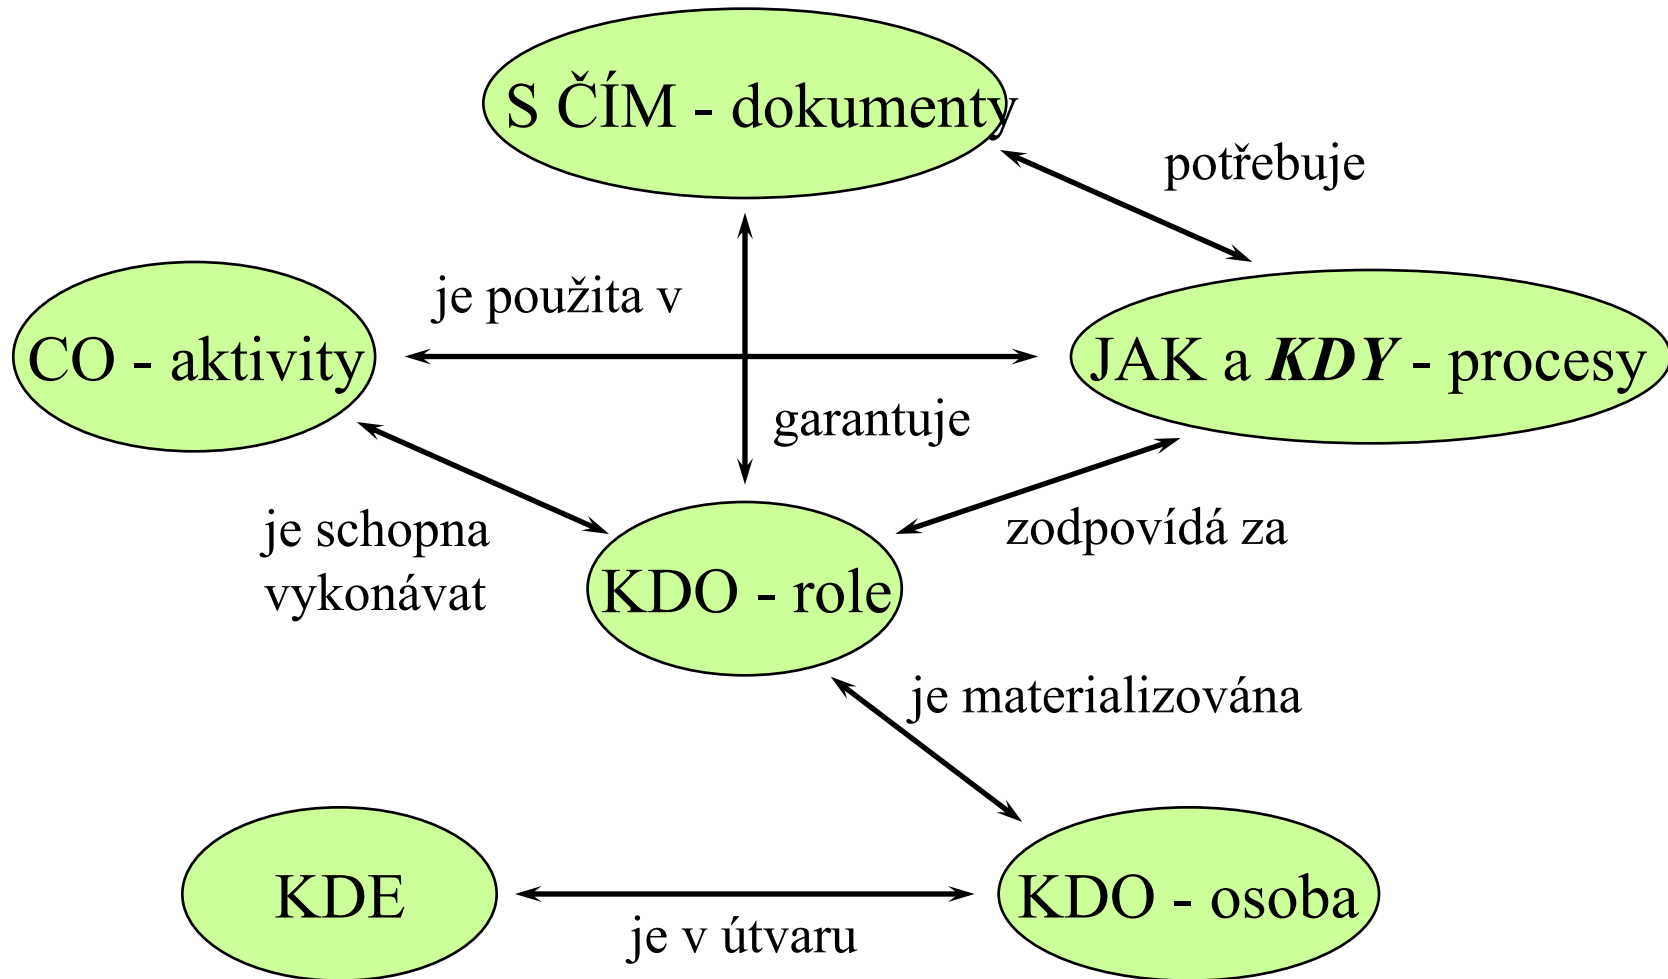 S ČÍM - dokumenty
potřebuje
je použita v
CO - aktivity
JAK a KDY - procesy
garantuje
je schopna
vykonávat
zodpovídá za
KDO - role
je materializována
KDE
KDO - osoba
je v útvaru